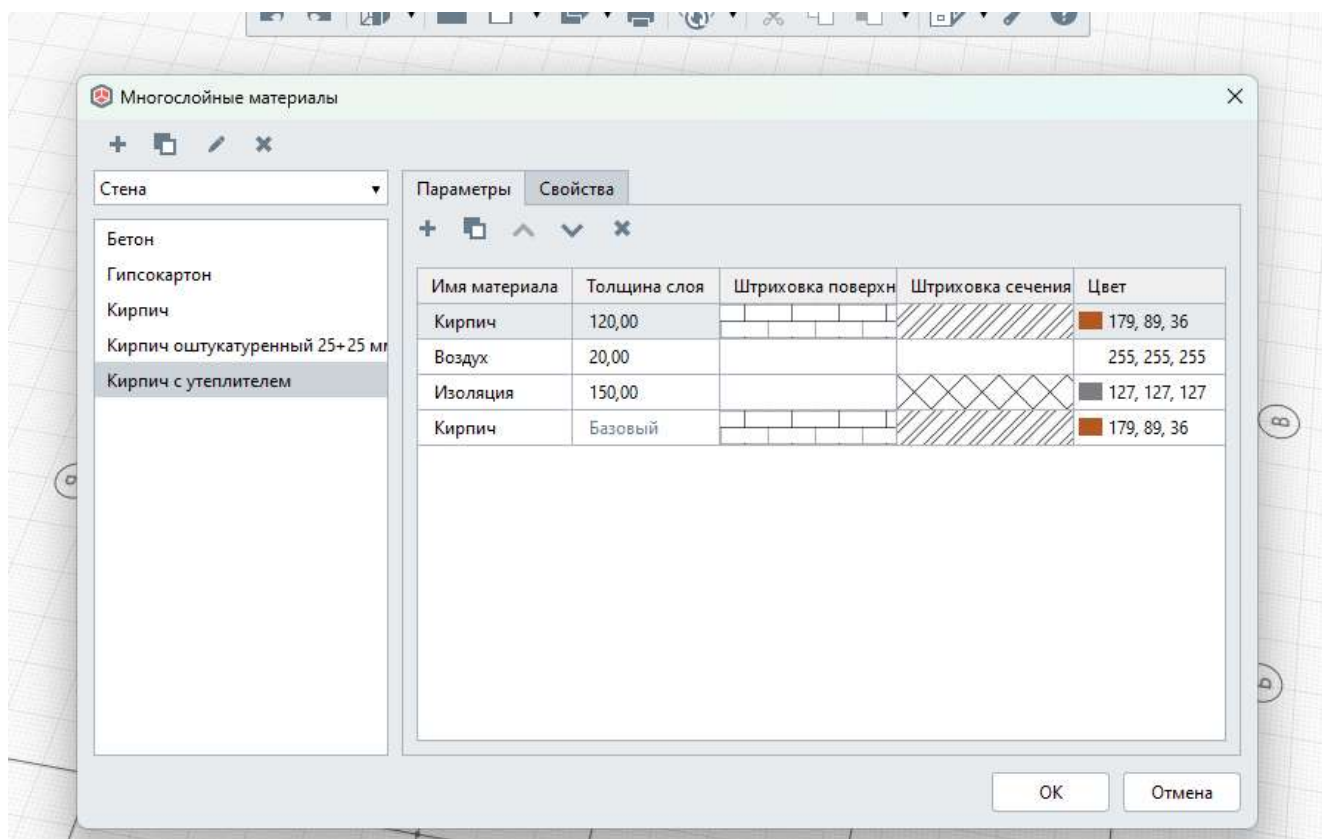 Многослойные материалы
Стена
Параметры Свойства
Бетон
Гипсокартон
Кирпич
Кирпич оштукатуренный 25+25
Кирпич с утеплителем
Имя материала Толщина слоя Штриховка поверхн Штриховка сечения Цвет
Кирпич 120,00 179, 89, 36
Воздух 20,00 255, 255, 255
Изоляция 150,00 127, 127, 127
Кирпич Базовый 179, 89, 36
В
ОК Отмена